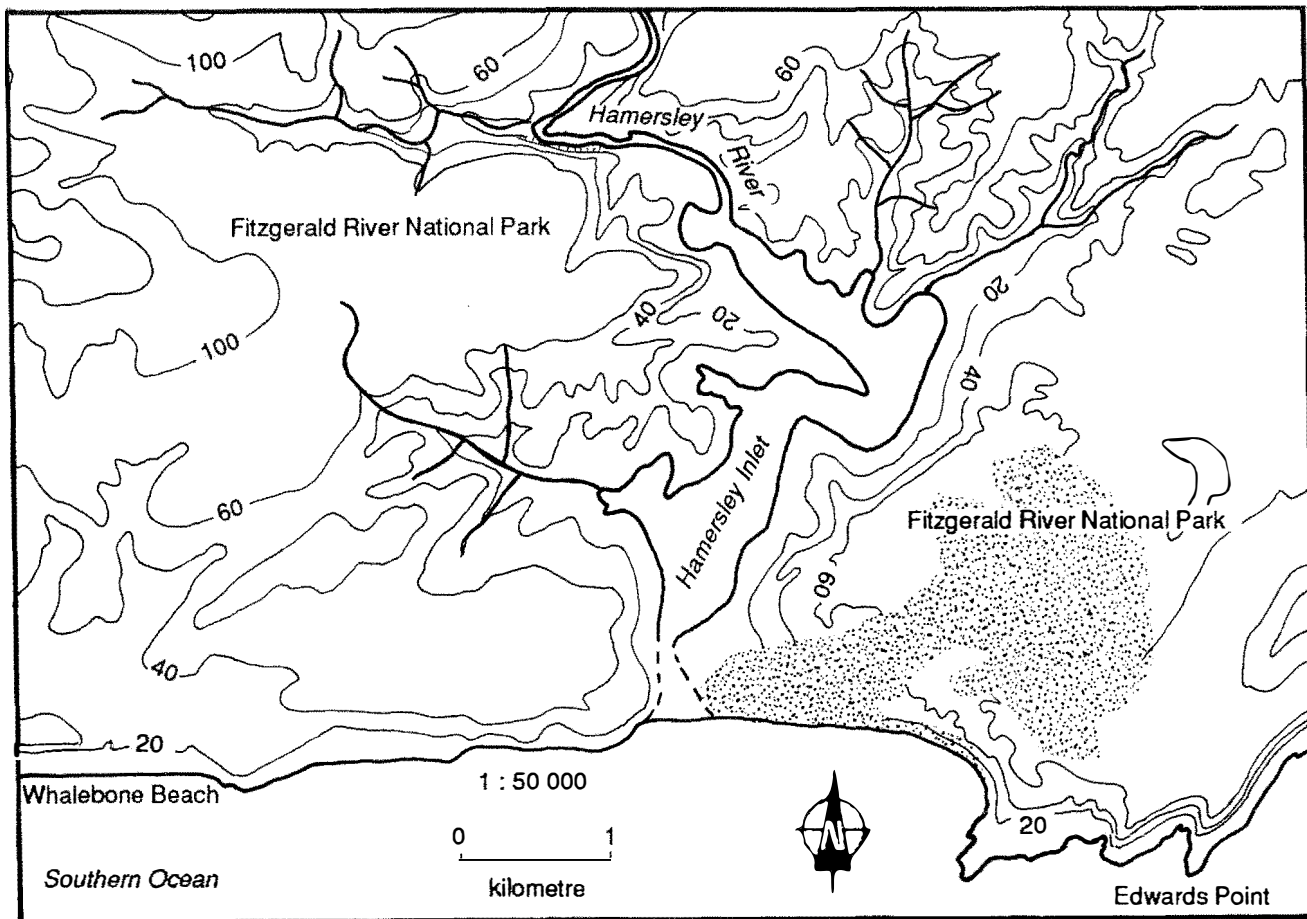 100
60
60
Hamersley
River
Fitzgerald River National Park
20
40
20
100
40
Hamersley Inlet
60
Fitzgerald River National Park
60
40
20
1 : 50 000
Whalebone Beach
0 1
N
20
kilometre
Southern Ocean
Edwards Point